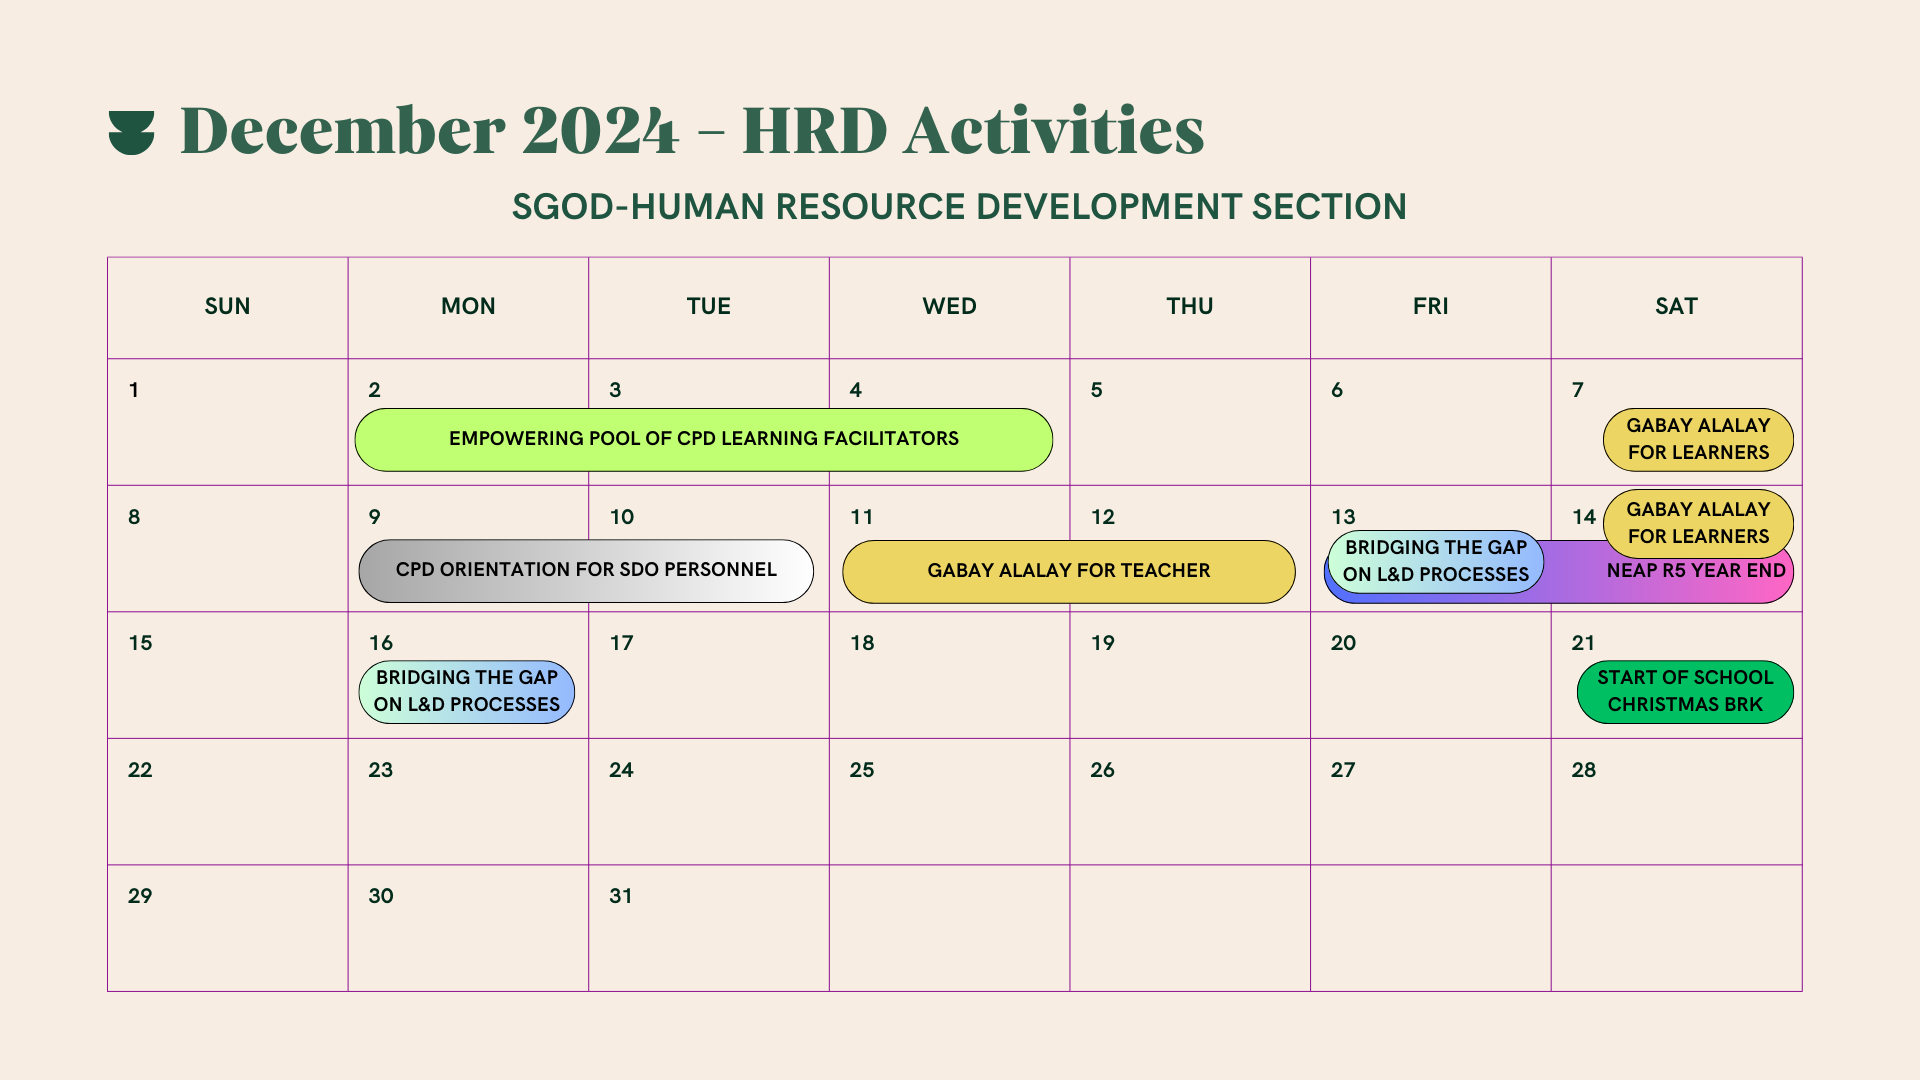 December 2024 – HRD Activities
SGOD-HUMAN RESOURCE DEVELOPMENT SECTION
SUN MON TUE WED THU FRI SAT
1 2 3 4 5 6 7
EMPOWERING POOL OF CPD LEARNING FACILITATORS
GABAY ALALAY
FOR LEARNERS
8 9 10 11 12 13 14
GABAY ALALAY
FOR LEARNERS
CPD ORIENTATION FOR SDO PERSONNEL
GABAY ALALAY FOR TEACHER
BRIDGING THE GAP
ON L&D PROCESSES
NEAP R5 YEAR END
15 16 17 18 19 20 21
BRIDGING THE GAP
ON L&D PROCESSES
START OF SCHOOL
CHRISTMAS BRK
22 23 24 25 26 27 28
29 30 31